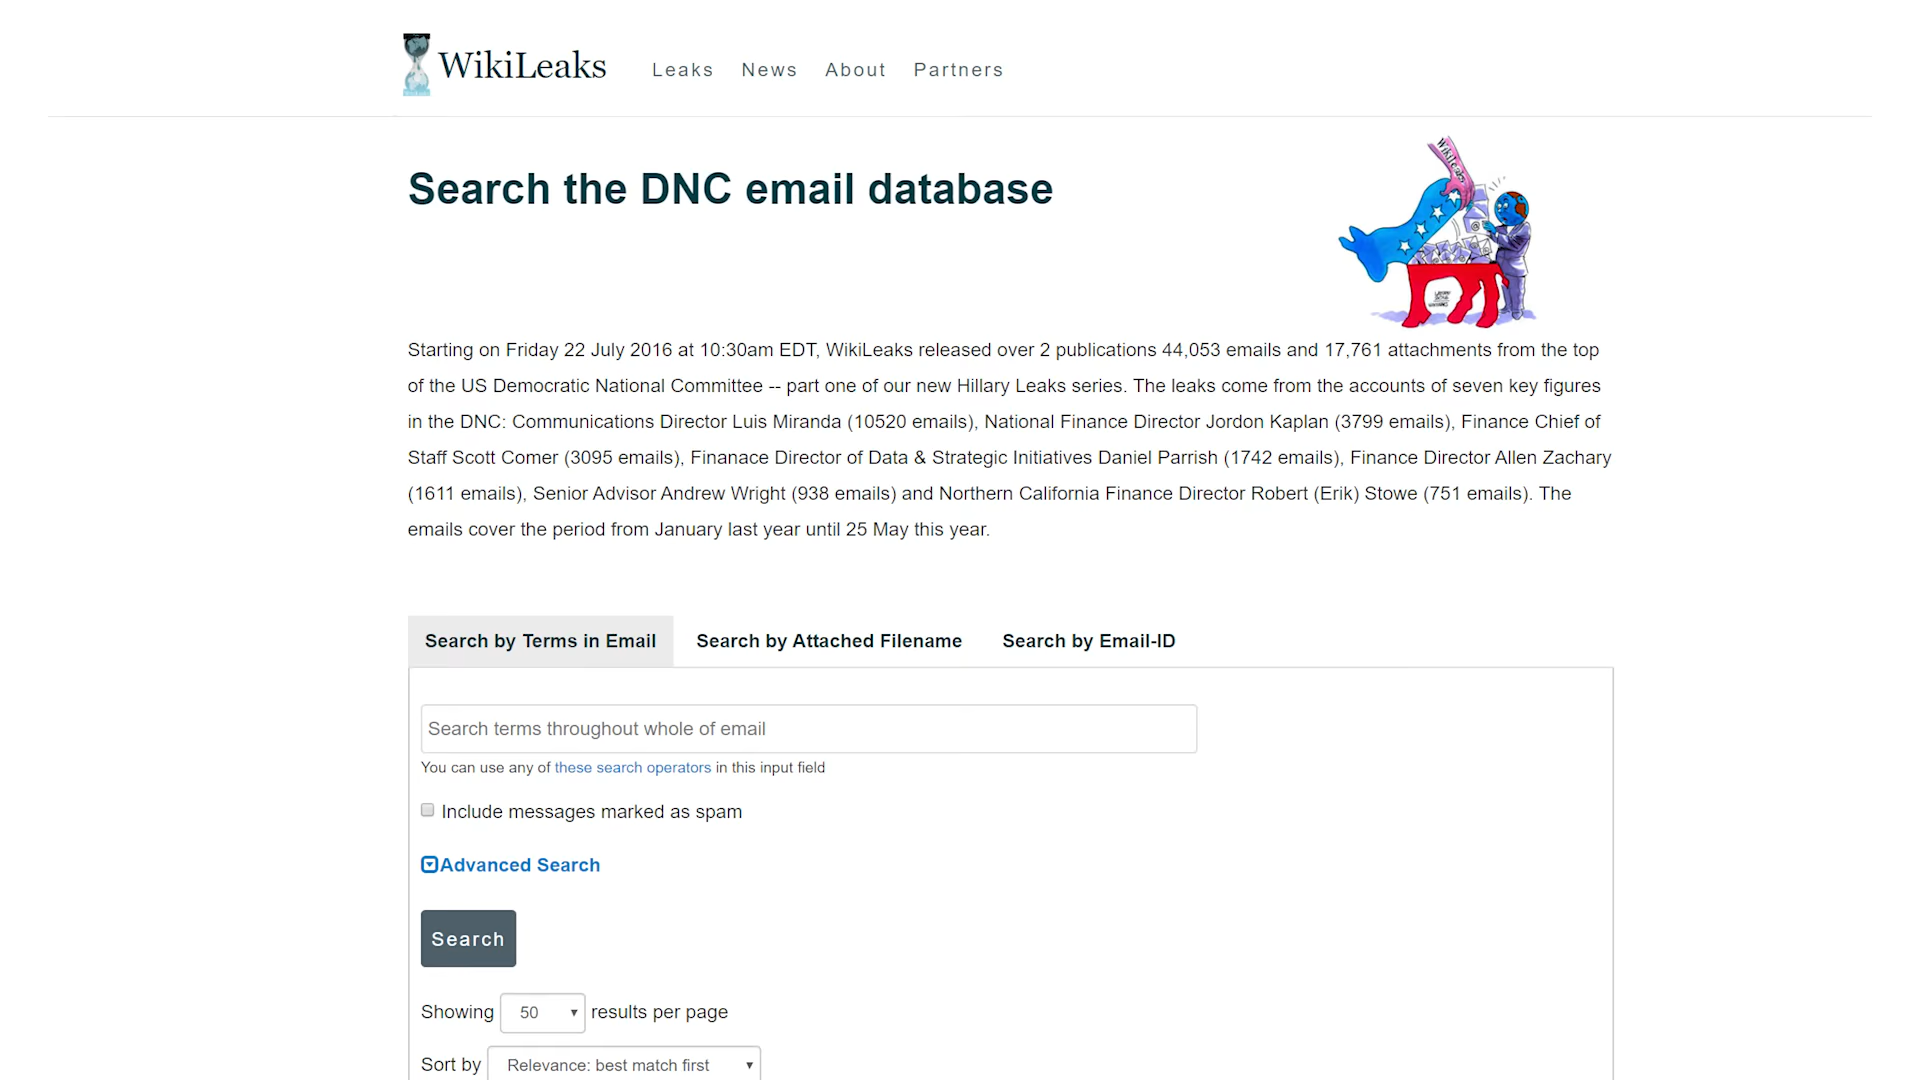 WikiLeaks
Leaks News About Partners
WikiLeaks
Search the DNC email database
Starting on Friday 22 July 2016 at 10:30am EDT, WikiLeaks released over 2 publications 44,053 emails and 17,761 attachments from the top
of the US Democratic National Committee -- part one of our new Hillary Leaks series. The leaks come from the accounts of seven key figures
in the DNC: Communications Director Luis Miranda (10520 emails), National Finance Director Jordon Kaplan (3799 emails), Finance Chief of
Staff Scott Comer (3095 emails), Finanace Director of Data & Strategic Initiatives Daniel Parrish (1742 emails), Finance Director Allen Zachary
(1611 emails), Senior Advisor Andrew Wright (938 emails) and Northern California Finance Director Robert (Erik) Stowe (751 emails). The
emails cover the period from January last year until 25 May this year.
Search by Terms in Email Search by Attached Filename Search by Email-ID
Search terms throughout whole of email
You can use any of these search operators in this input field
Include messages marked as spam
Advanced Search
Search
Showing 50 results per page
Sort by Relevance: best match first